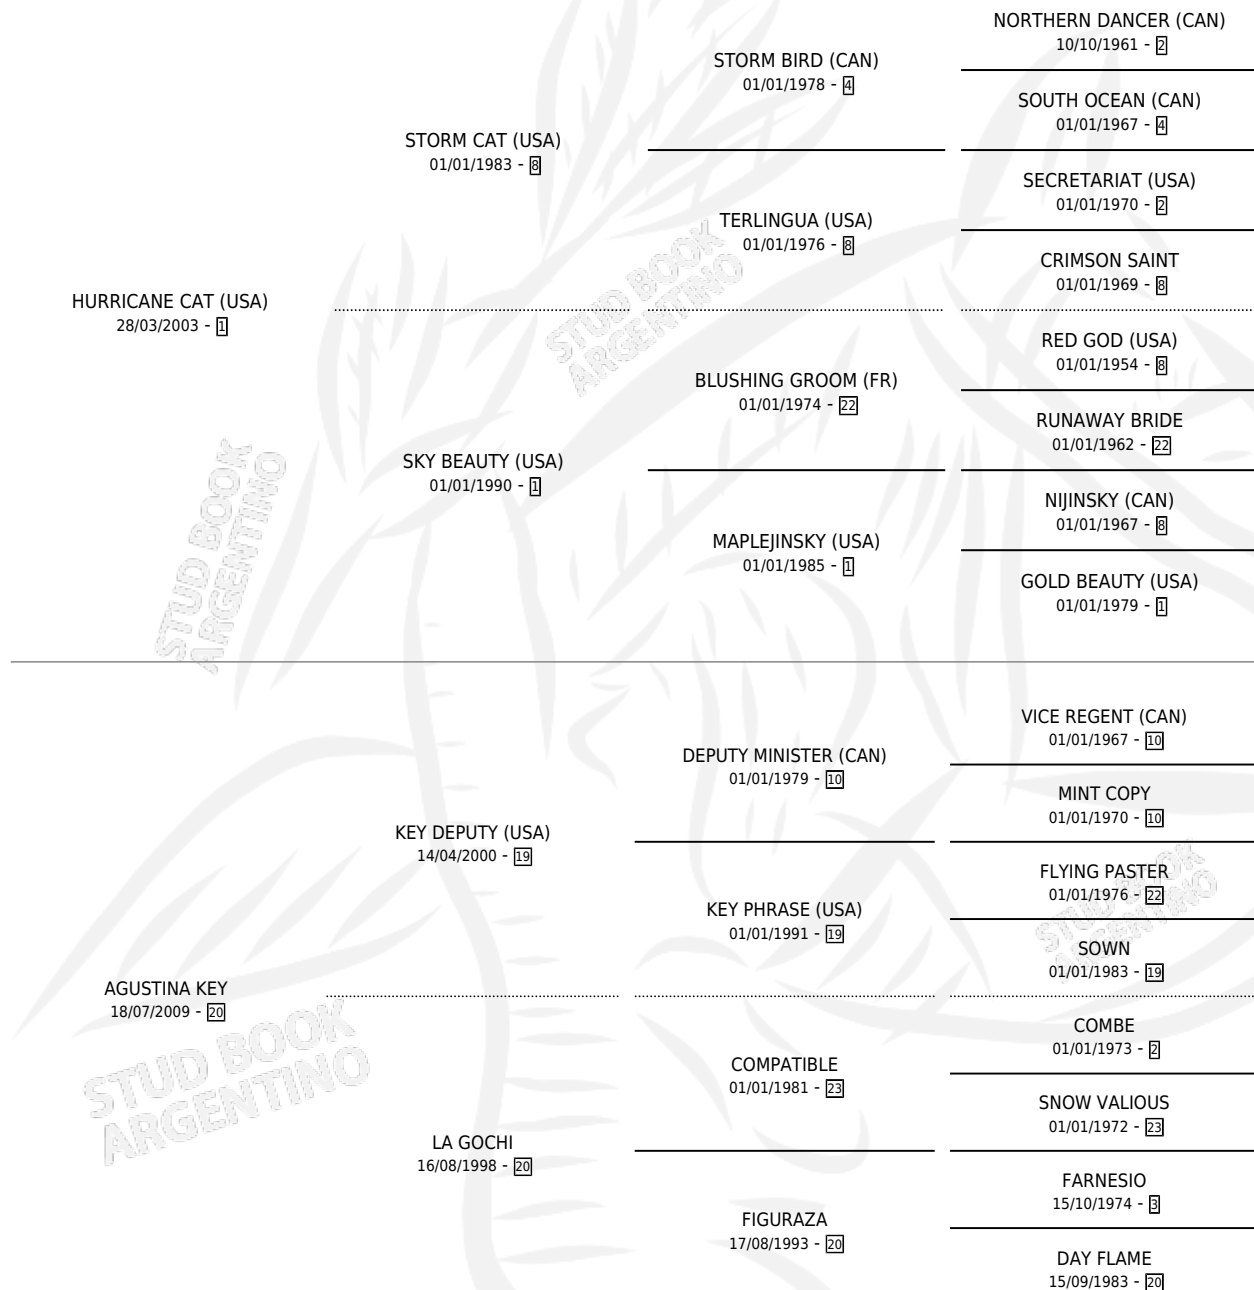 NORTHERN DANCER (CAN)
10/10/1961 - 2
STORM BIRD (CAN)
01/01/1978 - 4
SOUTH OCEAN (CAN)
01/01/1967 - 4
STORM CAT (USA)
01/01/1983 - 8
SECRETARIAT (USA)
01/01/1970 - 2
TERLINGUA (USA)
01/01/1976 - 8
CRIMSON SAINT
01/01/1969 - 8
HURRICANE CAT (USA)
28/03/2003 - 1
STUD BOOK
ARGENTINO
RED GOD (USA)
01/01/1954 - 8
BLUSHING GROOM (FR)
01/01/1974 - 22
RUNAWAY BRIDE
01/01/1962 - 22
SKY BEAUTY (USA)
01/01/1990 - 1
NIJINSKY (CAN)
01/01/1967 - 8
MAPLEJINSKY (USA)
01/01/1985 - 1
GOLD BEAUTY (USA)
01/01/1979 - 1
STUD BOOK
ARGENTINO
VICE REGENT (CAN)
01/01/1967 - 10
DEPUTY MINISTER (CAN)
01/01/1979 - 10
MINT COPY
01/01/1970 - 10
KEY DEPUTY (USA)
14/04/2000 - 19
FLYING PASTER
01/01/1976 - 22
KEY PHRASE (USA)
01/01/1991 - 19
SOWN
01/01/1983 - 19
STUD BOOK
ARGENTINO
AGUSTINA KEY
18/07/2009 - 20
STUD BOOK
ARGENTINO
COMBE
01/01/1973 - 2
COMPATIBLE
01/01/1981 - 23
SNOW VALIOUS
01/01/1972 - 23
LA GOCHI
16/08/1998 - 20
FARNESIO
15/10/1974 - 3
FIGURAZA
17/08/1993 - 20
DAY FLAME
15/09/1983 - 20